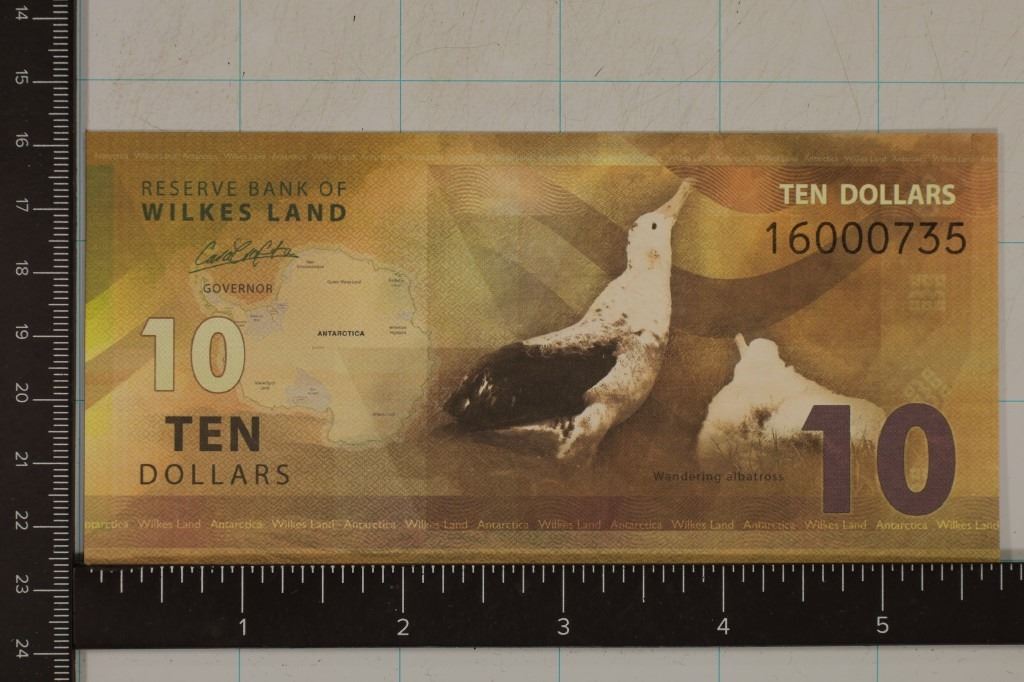 14
15
16
17
18
19
20
21
22
23
24
RESERVE BANK OF
WILKES LAND
GOVERNOR
ANTARCTICA
10
TEN
DOLLARS
TEN DOLLARS
16000735
Wandering albatross
10
Wilkes Land Antarctica Wilkes Land Antarctica Wilkes Land Antarctica Wilkes Land Antarctica Wilkes Land Antarctica Wilkes Land Antarctica Wilkes Land
1 2 3 4 5